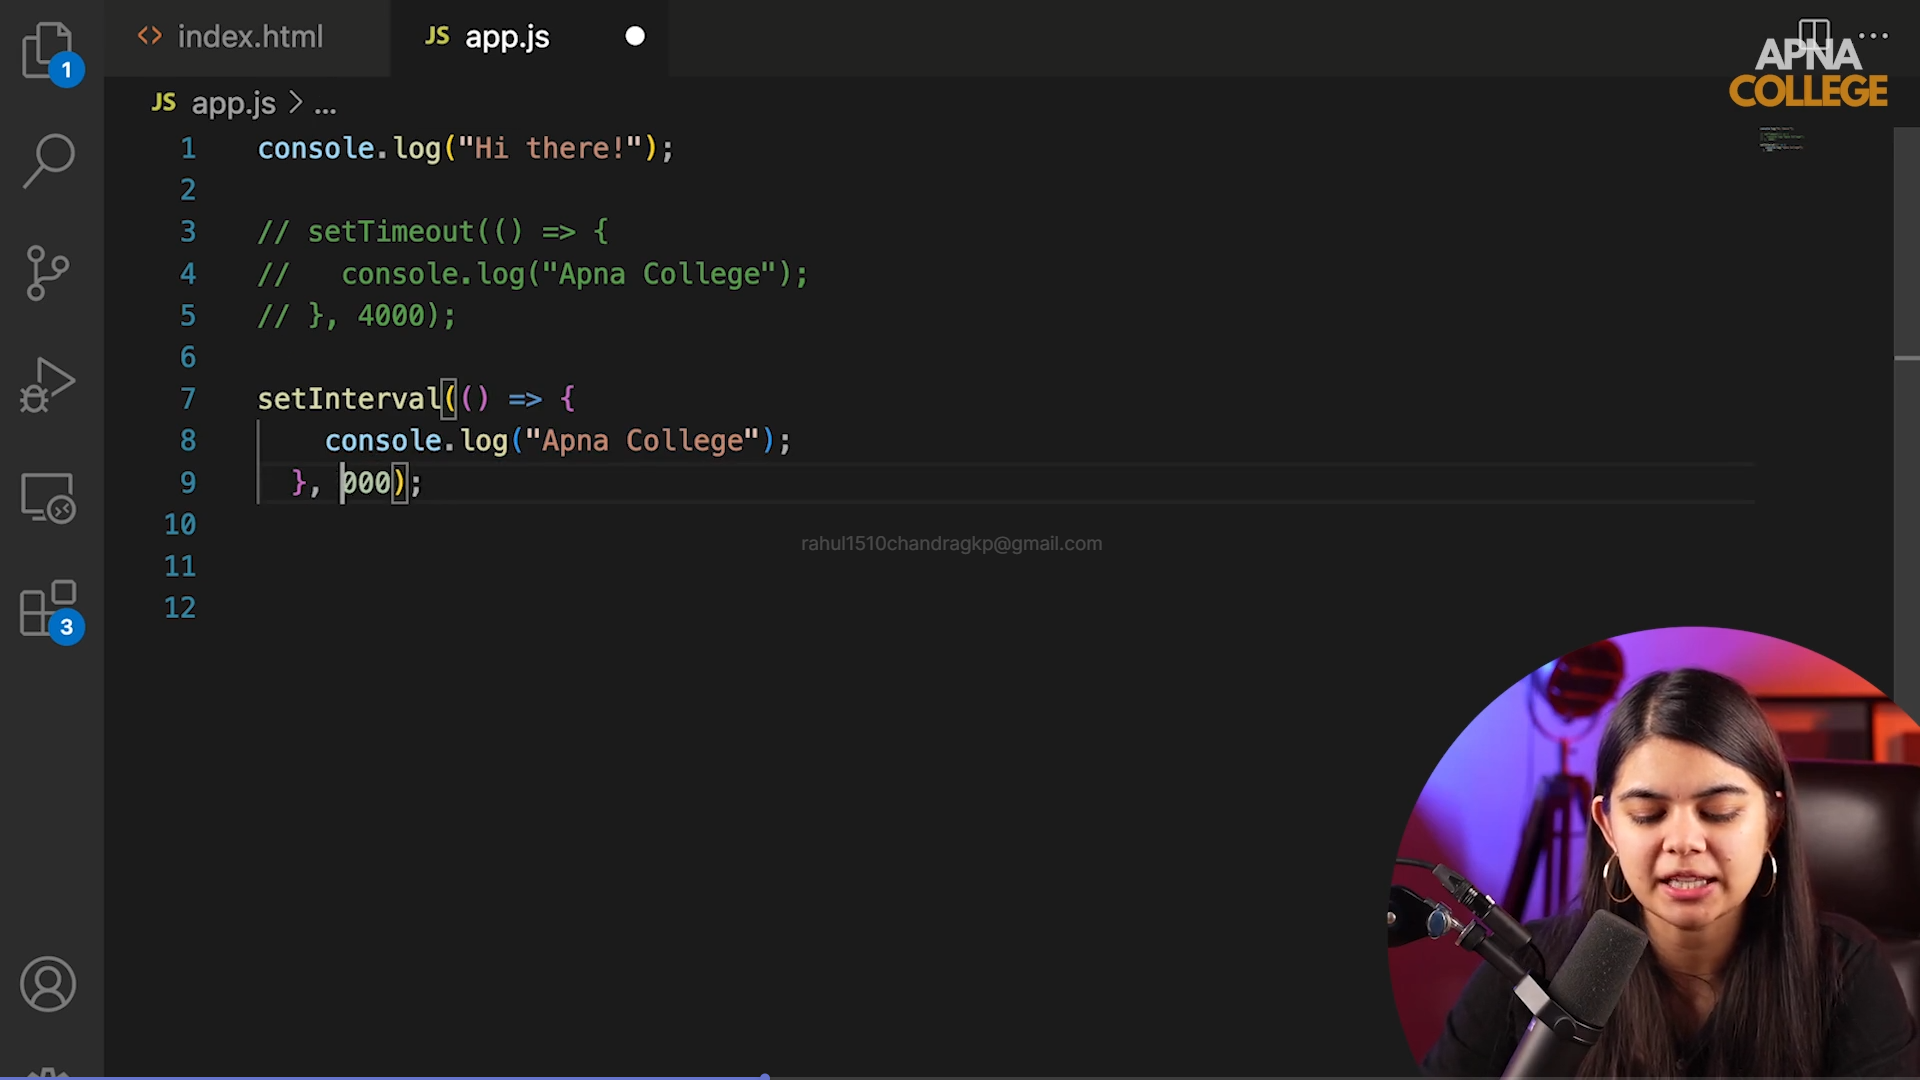 index.html
JS app.js
APNA
COLLEGE
JS app.js > ...
1 console.log("Hi there!");
2
3 // setTimeout(() => {
4 //   console.log("Apna College");
5 // }, 4000);
6
7 setInterval(() => {
8     console.log("Apna College");
9   }, 000);
10
11
12
rahul1510chandragkp@gmail.com
1
3